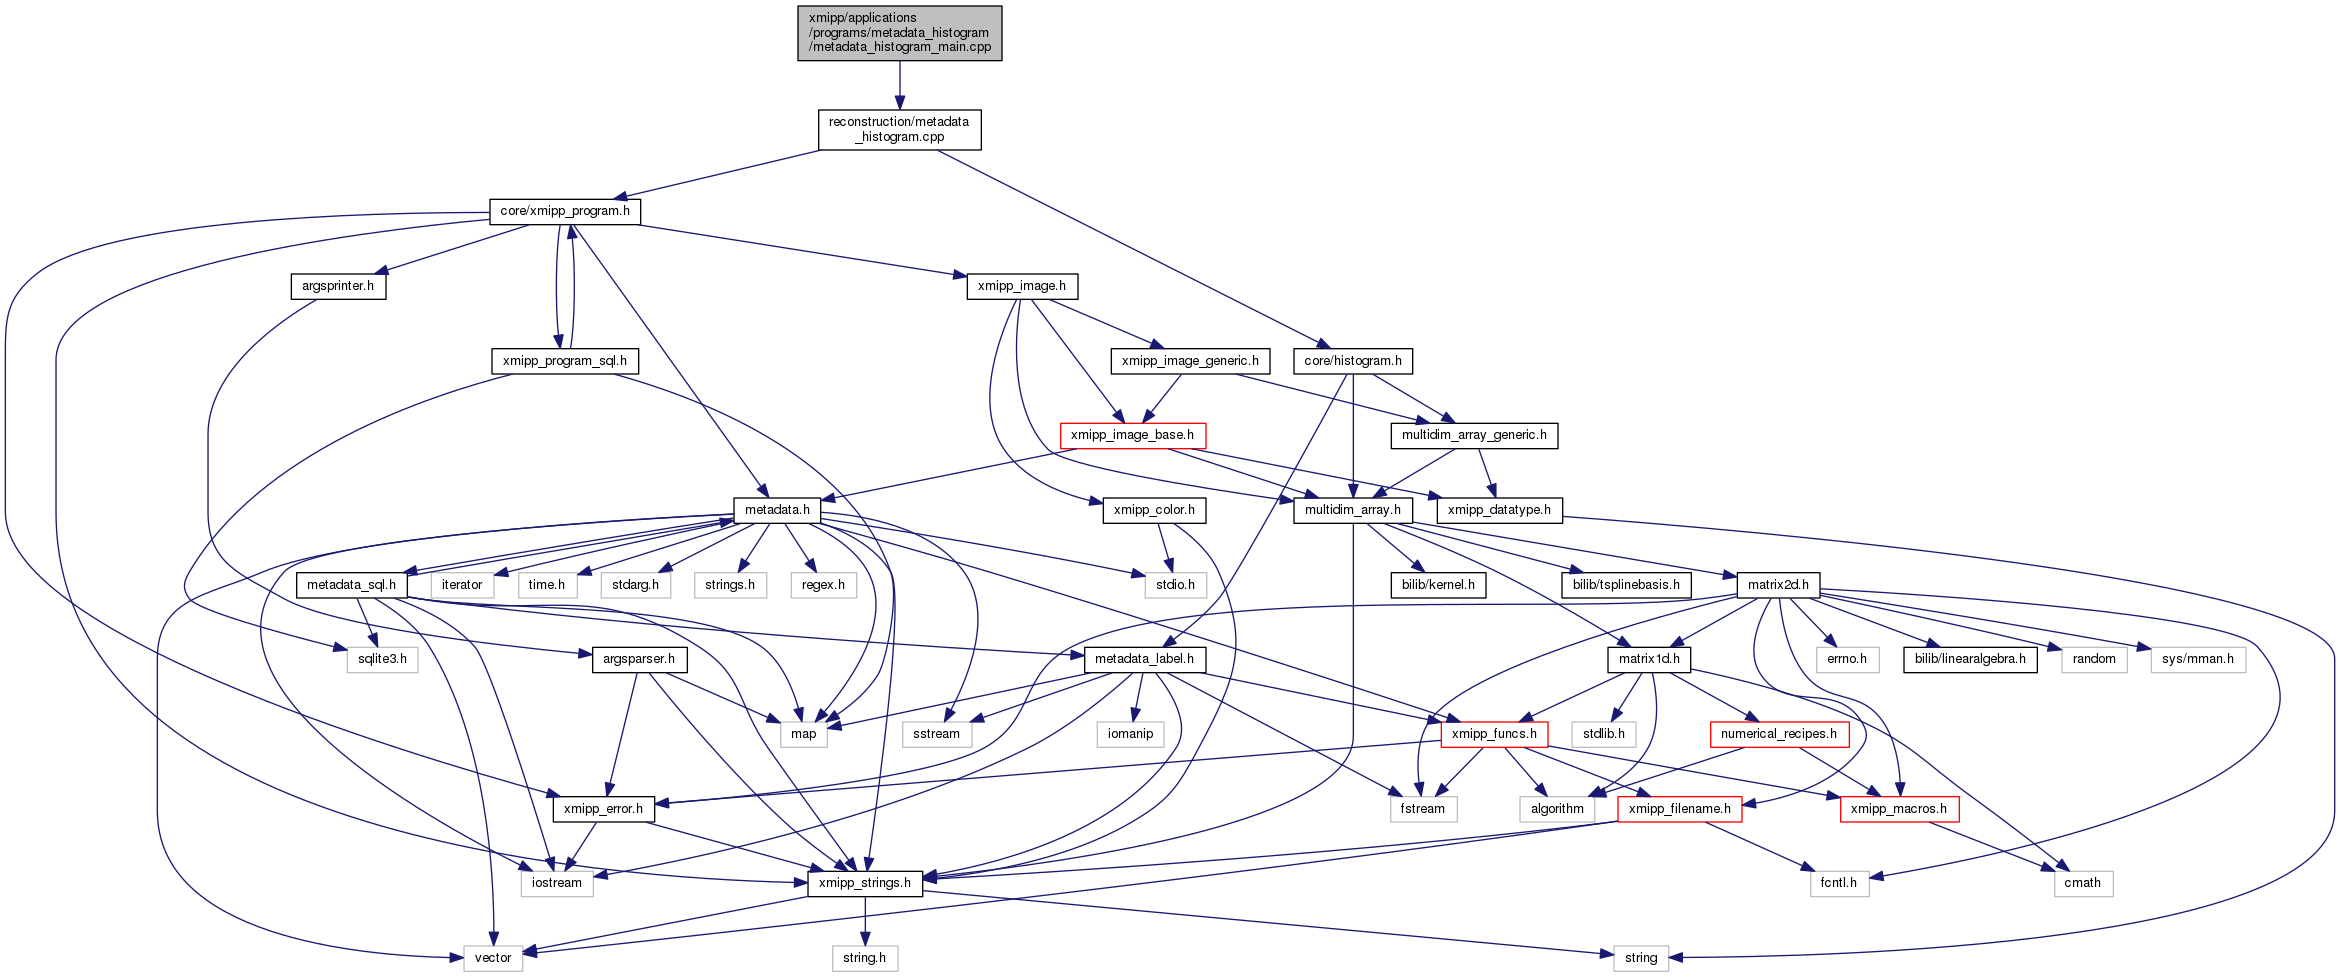 xmipp/applications
/programs/metadata_histogram
/metadata_histogram_main.cpp
reconstruction/metadata
_histogram.cpp
core/xmipp_program.h
argsprinter.h
xmipp_image.h
xmipp_program_sql.h
xmipp_image_generic.h
core/histogram.h
xmipp_image_base.h
multidim_array_generic.h
metadata.h
xmipp_color.h
multidim_array.h
xmipp_datatype.h
metadata_sql.h
iterator
time.h
stdarg.h
strings.h
regex.h
stdio.h
bilib/kernel.h
bilib/tsplinebasis.h
matrix2d.h
sqlite3.h
argsparser.h
metadata_label.h
matrix1d.h
errno.h
bilib/linearalgebra.h
random
sys/mman.h
map
sstream
iomanip
xmipp_funcs.h
stdlib.h
numerical_recipes.h
xmipp_error.h
fstream
algorithm
xmipp_filename.h
xmipp_macros.h
iostream
xmipp_strings.h
fcntl.h
cmath
vector
string.h
string